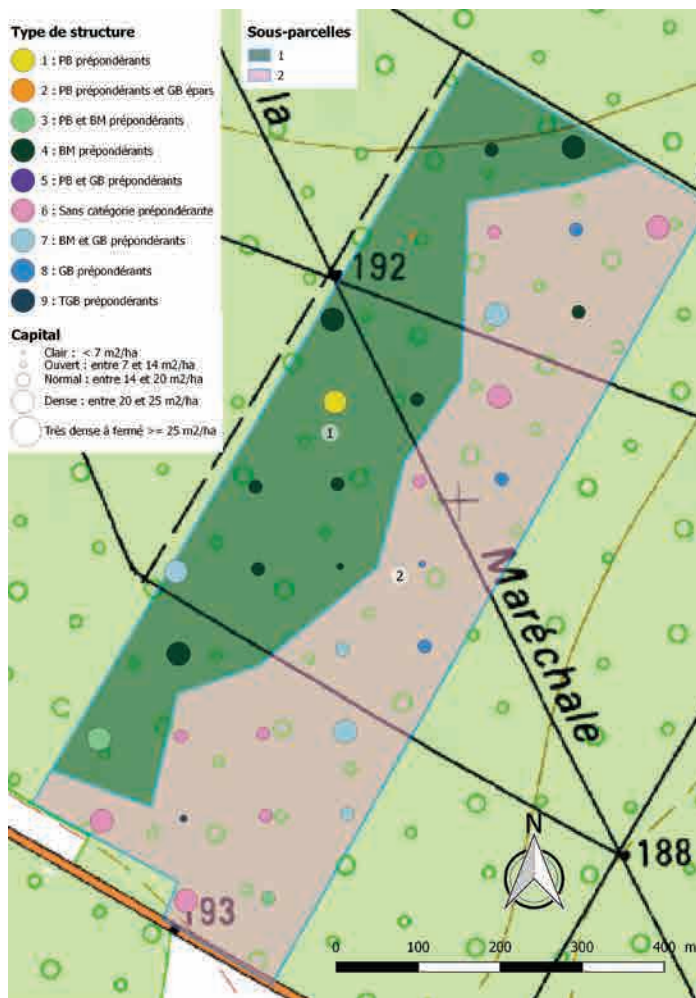 Type de structure
1 : PB prépondérants
2 : PB prépondérants et GB épars
3 : PB et BM prépondérants
4 : BM prépondérants
5 : PB et GB prépondérants
6 : Sans catégorie prépondérante
7 : BM et GB prépondérants
8 : GB prépondérants
9 : TGB prépondérants
Capital
Clair : < 7 m2/ha
Ouvert : entre 7 et 14 m2/ha
Normal : entre 14 et 20 m2/ha
Dense : entre 20 et 25 m2/ha
Très dense à fermé >= 25 m2/ha
Sous-parcelles
1
2
la
192
1
2
Maréchale
N
188
193
0 100 200 300 400 m